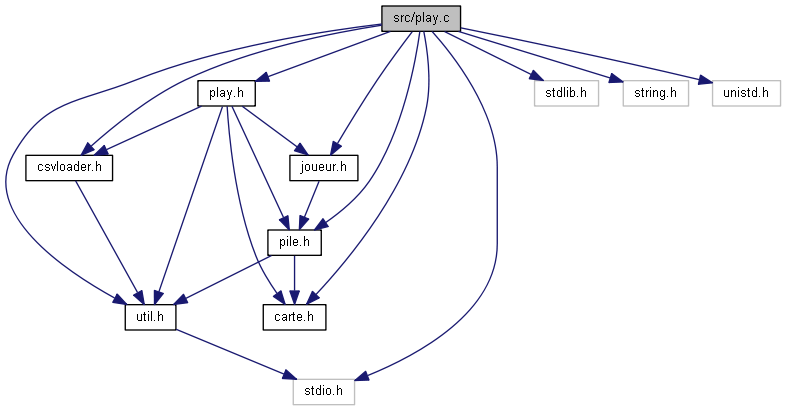 src/play.c
play.h
stdlib.h
string.h
unistd.h
csvloader.h
joueur.h
pile.h
util.h
carte.h
stdio.h